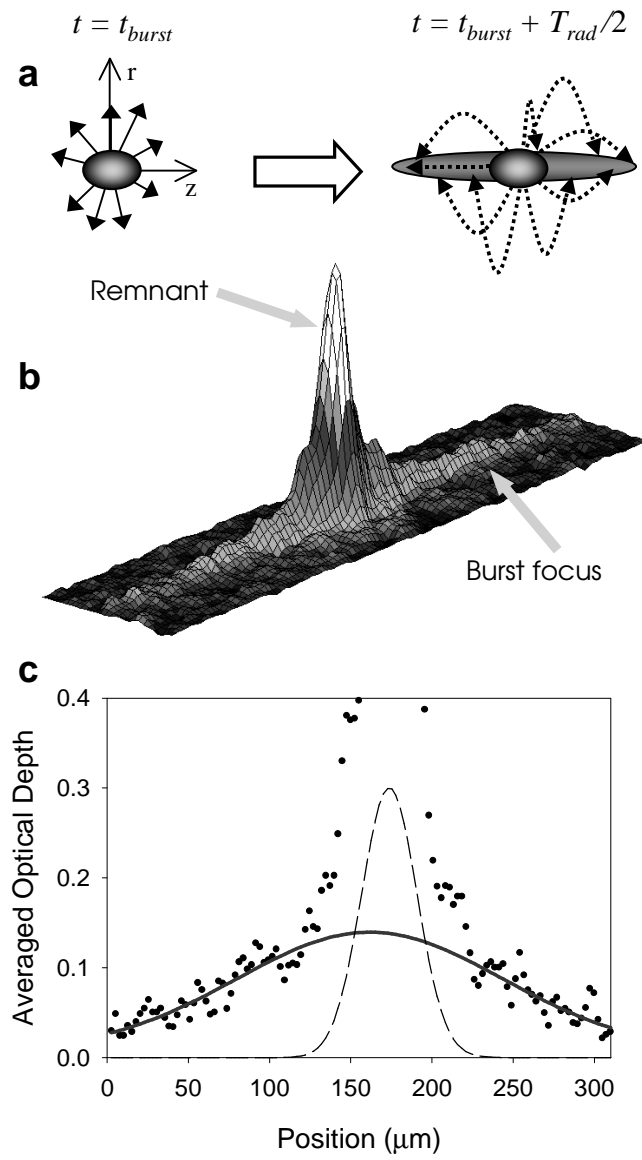 t = t_burst
t = t_burst + T_rad/2
a
r
z
Remnant
b
Burst focus
c
Averaged Optical Depth
0.4
0.3
0.2
0.1
0.0
0 50 100 150 200 250 300
Position (μm)